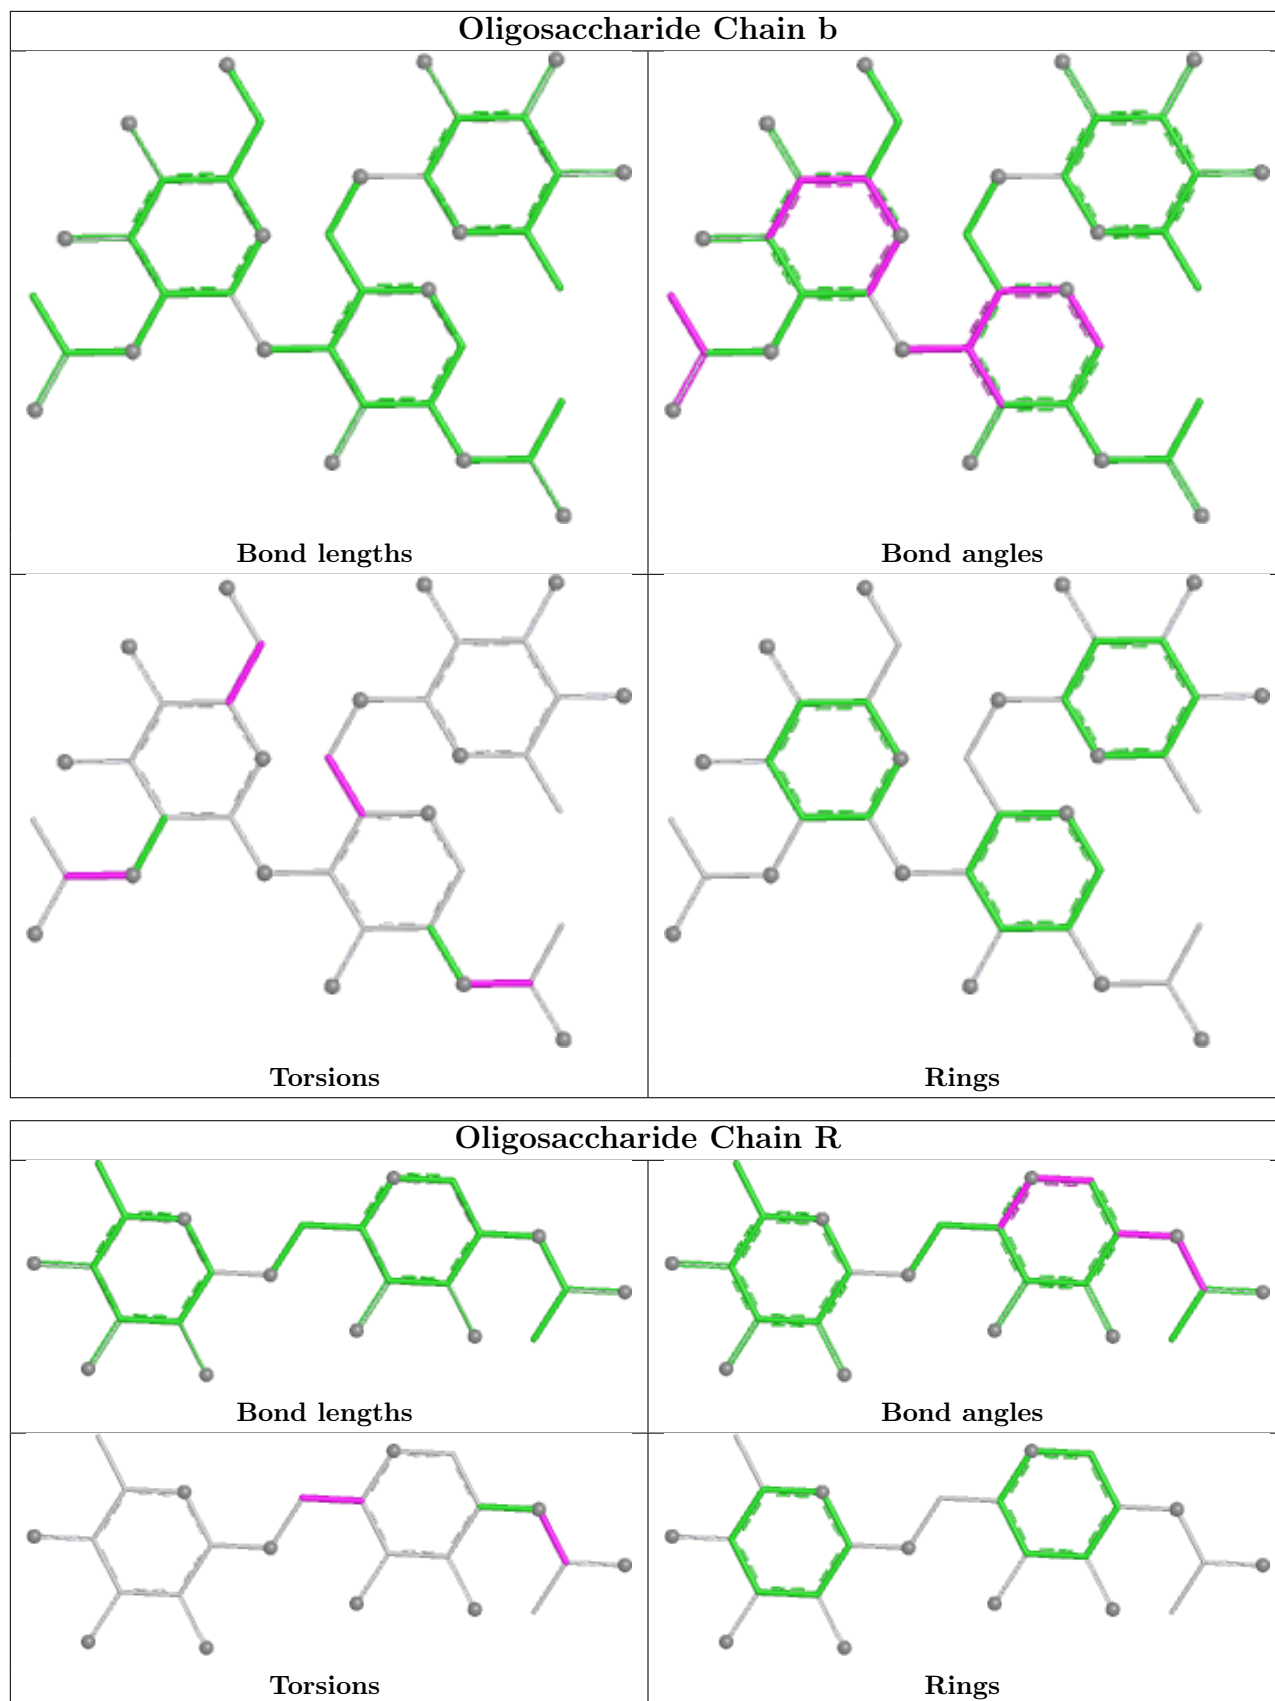 Oligosaccharide Chain b
Bond lengths
Bond angles
Torsions
Rings
Oligosaccharide Chain R
Bond lengths
Bond angles
Torsions
Rings